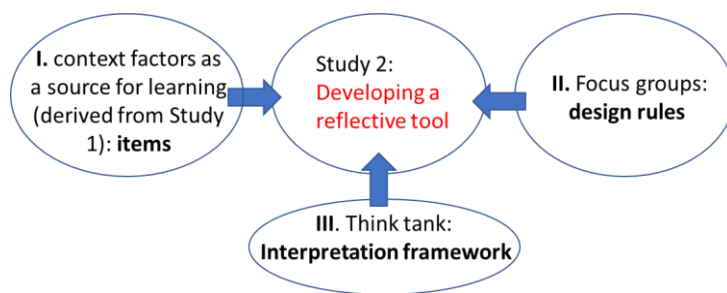 I. context factors as
a source for learning
(derived from Study
1): items
Study 2:
Developing a
reflective tool
II. Focus groups:
design rules
III. Think tank:
Interpretation framework